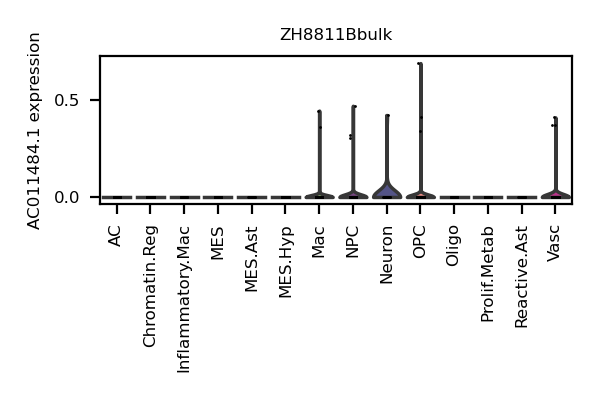 ZH8811Bbulk
AC011484.1 expression
0.5
0.0
AC
Chromatin.Reg
Inflammatory.Mac
MES
MES.Ast
MES.Hyp
Mac
NPC
Neuron
OPC
Oligo
Prolif.Metab
Reactive.Ast
Vasc